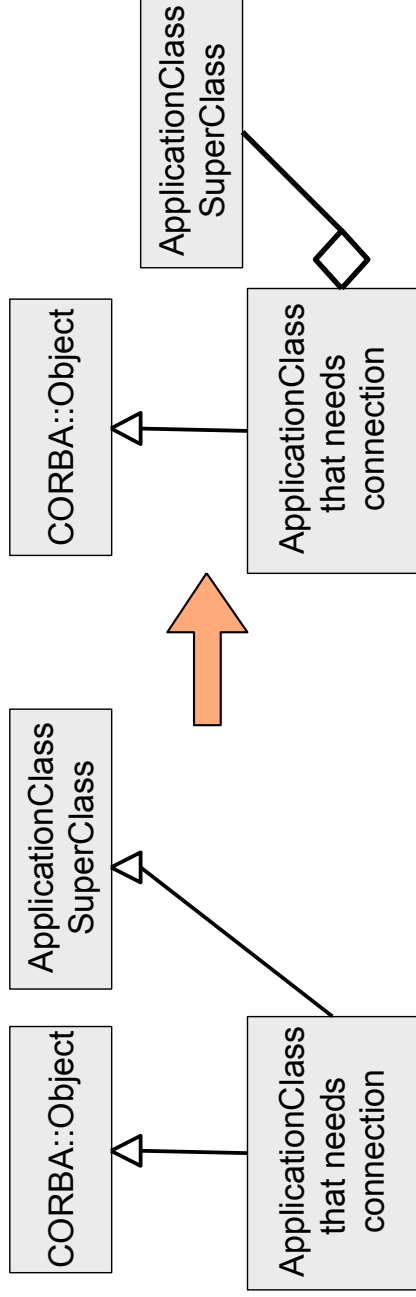 CORBA::Object
ApplicationClass
SuperClass
ApplicationClass
that needs
connection
CORBA::Object
ApplicationClass
SuperClass
ApplicationClass
that needs
connection